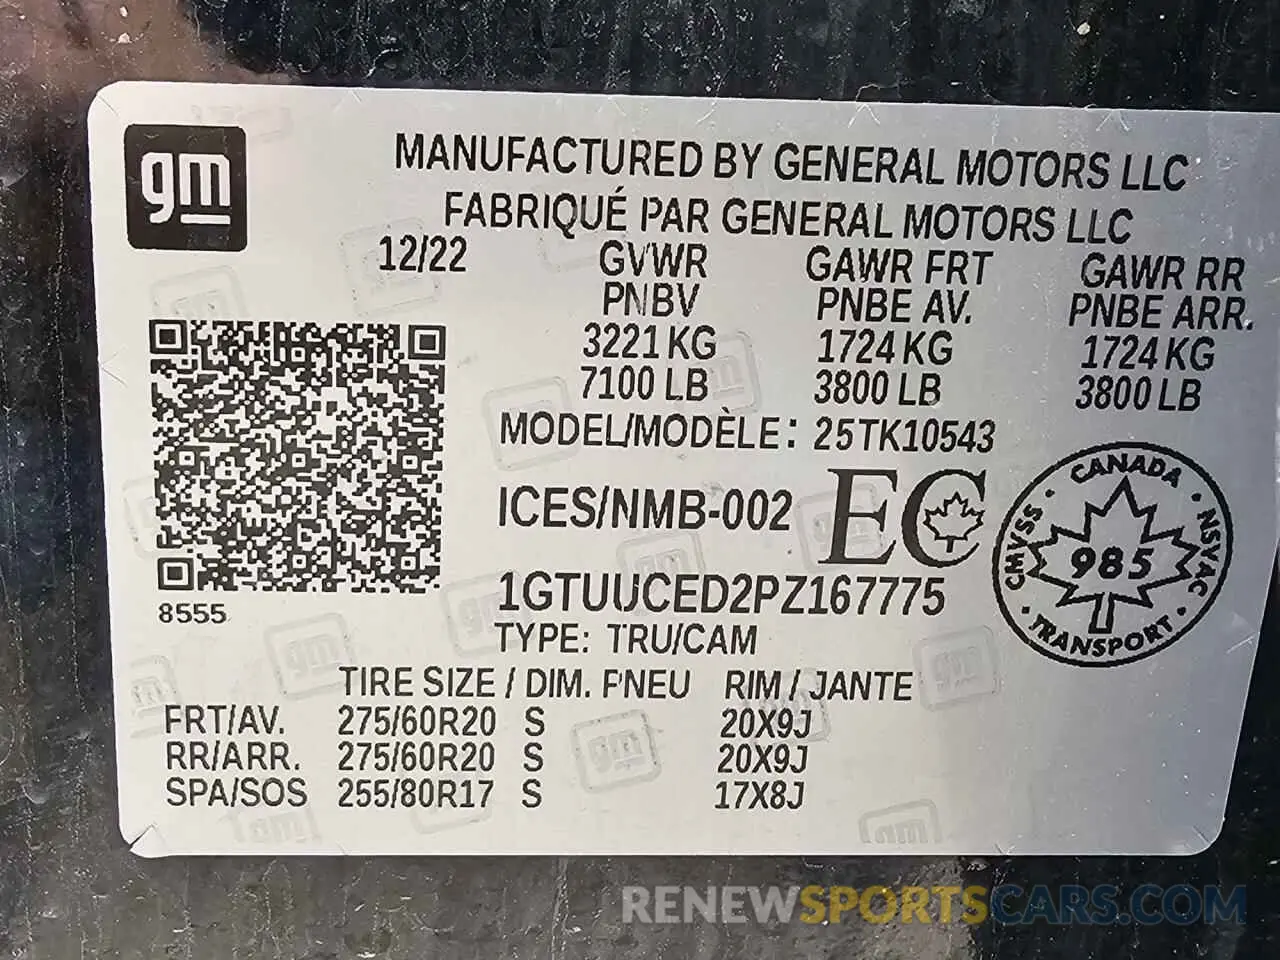 gm
MANUFACTURED BY GENERAL MOTORS LLC
FABRIQUÉ PAR GENERAL MOTORS LLC
12/22 GVWR GAWR FRT GAWR RR
PNBV PNBE AV. PNBE ARR.
3221 KG 1724 KG 1724 KG
7100 LB 3800 LB 3800 LB
MODEL/MODÈLE: 25TK10543
ICES/NMB-002 EC
CANADA
CMVSS 985 NSVAC
TRANSPORT
1GTUUCED2PZ167775
8555
TYPE: TRU/CAM
TIRE SIZE / DIM. PNEU RIM / JANTE
FRT/AV. 275/60R20 S 20X9J
RR/ARR. 275/60R20 S 20X9J
SPA/SOS 255/80R17 S 17X8J
RENEWSPORTSCARS.COM